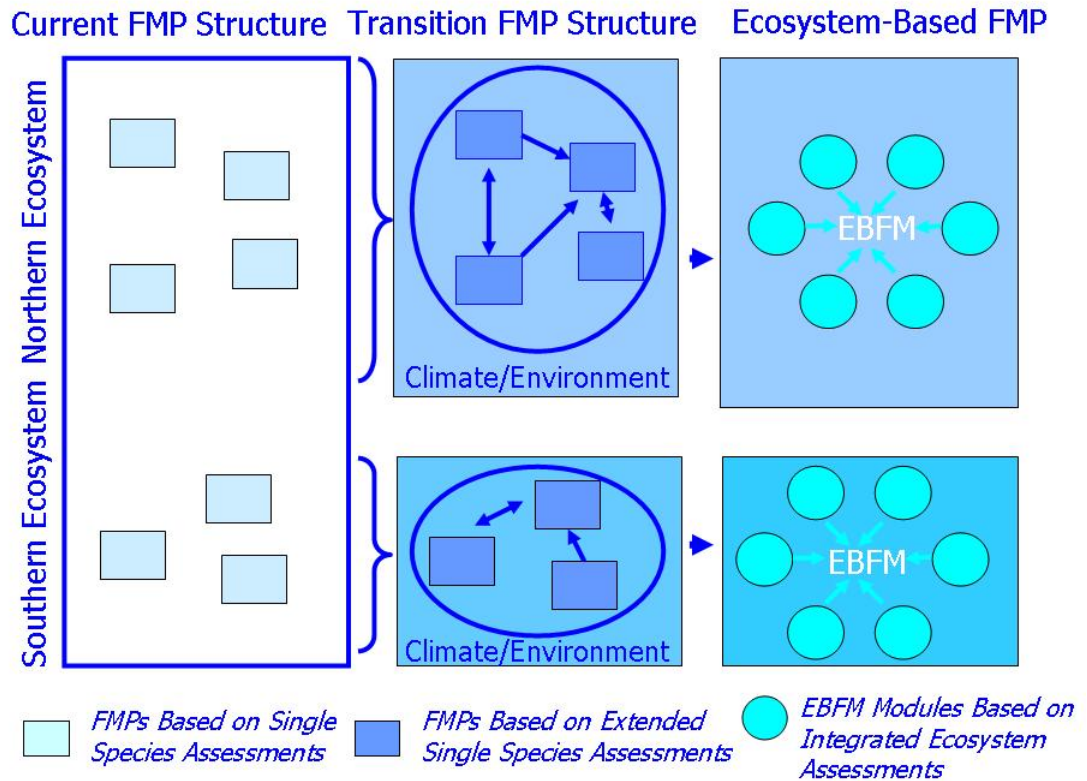 Current FMP Structure
Transition FMP Structure
Ecosystem-Based FMP
Northern Ecosystem
Southern Ecosystem
Climate/Environment
EBFM
Climate/Environment
EBFM
FMPs Based on Single
Species Assessments
FMPs Based on Extended
Single Species Assessments
EBFM Modules Based on
Integrated Ecosystem
Assessments